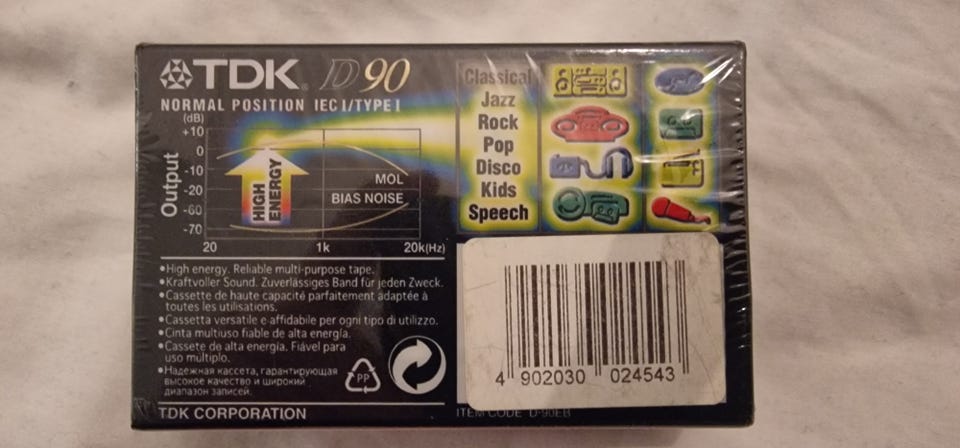 TDK D 90
NORMAL POSITION IEC I/TYPE I
(dB)
+10
0
-10
-20
-60
-70
Output
HIGH ENERGY
MOL
BIAS NOISE
20 1k 20k(Hz)
Classical
Jazz
Rock
Pop
Disco
Kids
Speech
•High energy. Reliable multi-purpose tape.
•Kraftvoller Sound. Zuverlässiges Band für jeden Zweck.
•Cassette de haute capacité parfaitement adaptée à
toutes les utilisations.
•Cassetta versatile e affidabile per ogni tipo di utilizzo.
•Cinta multiuso fiable de alta energía.
•Cassete de alta energia. Fiável para
uso múltiplo.
•Надежная кассета, гарантирующая
высокое качество и широкий
диапазон записей.
PP
TDK CORPORATION
4 902030 024543
ITEM CODE D-90EB